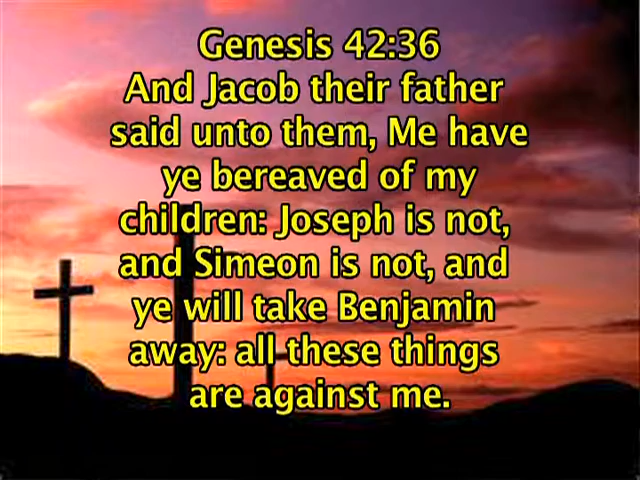 Genesis 42:36
And Jacob their father
said unto them, Me have
ye bereaved of my
children: Joseph is not,
and Simeon is not, and
ye will take Benjamin
away: all these things
are against me.